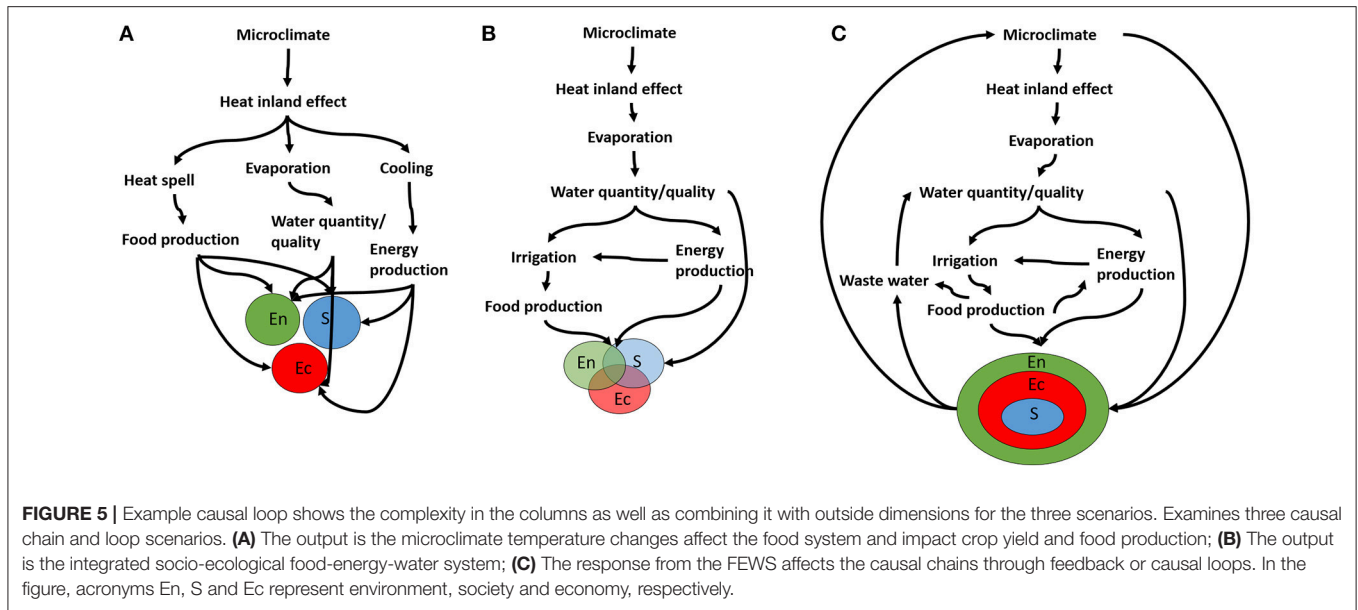 A
Microclimate
Heat inland effect
Heat spell
Evaporation
Cooling
Food production
Water quantity/
quality
Energy
production
En
S
Ec
B
Microclimate
Heat inland effect
Evaporation
Water quantity/quality
Irrigation
Energy
production
Food production
En
S
Ec
C
Microclimate
Heat inland effect
Evaporation
Water quantity/quality
Irrigation
Energy
production
Waste water
Food production
En
Ec
S
FIGURE 5 | Example causal loop shows the complexity in the columns as well as combining it with outside dimensions for the three scenarios. Examines three causal
chain and loop scenarios. (A) The output is the microclimate temperature changes affect the food system and impact crop yield and food production; (B) The output
is the integrated socio-ecological food-energy-water system; (C) The response from the FEWS affects the causal chains through feedback or causal loops. In the
figure, acronyms En, S and Ec represent environment, society and economy, respectively.